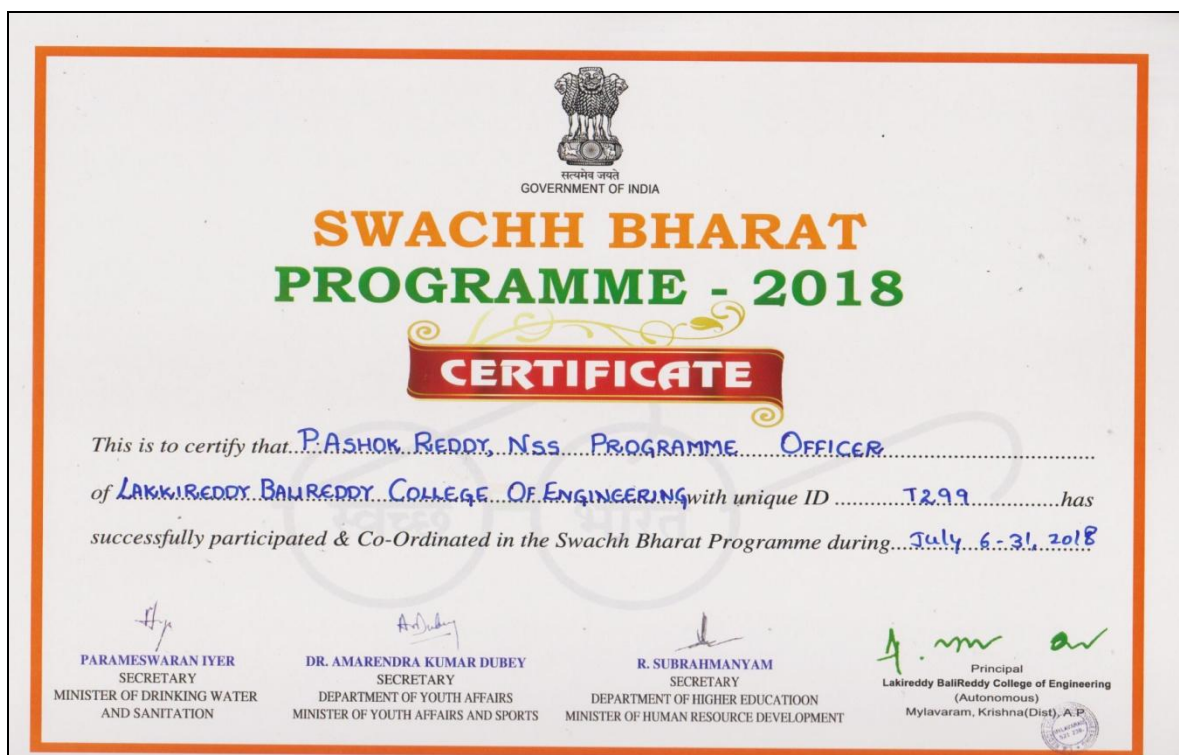 सत्यमेव जयते
GOVERNMENT OF INDIA
SWACHH BHARAT
PROGRAMME - 2018
CERTIFICATE
This is to certify that P. ASHOK REDDY, NSS PROGRAMME OFFICER
of LAKKIREDDY BALIREDDY COLLEGE OF ENGINEERING with unique ID T299 has
स्वच्छ भारत
successfully participated & Co-Ordinated in the Swachh Bharat Programme during July 6-31, 2018
PARAMESWARAN IYER
SECRETARY
MINISTER OF DRINKING WATER
AND SANITATION
DR. AMARENDRA KUMAR DUBEY
SECRETARY
DEPARTMENT OF YOUTH AFFAIRS
MINISTER OF YOUTH AFFAIRS AND SPORTS
R. SUBRAHMANYAM
SECRETARY
DEPARTMENT OF HIGHER EDUCATIOON
MINISTER OF HUMAN RESOURCE DEVELOPMENT
Principal
Lakireddy BaliReddy College of Engineering
(Autonomous)
Mylavaram, Krishna(Dist), A.P.